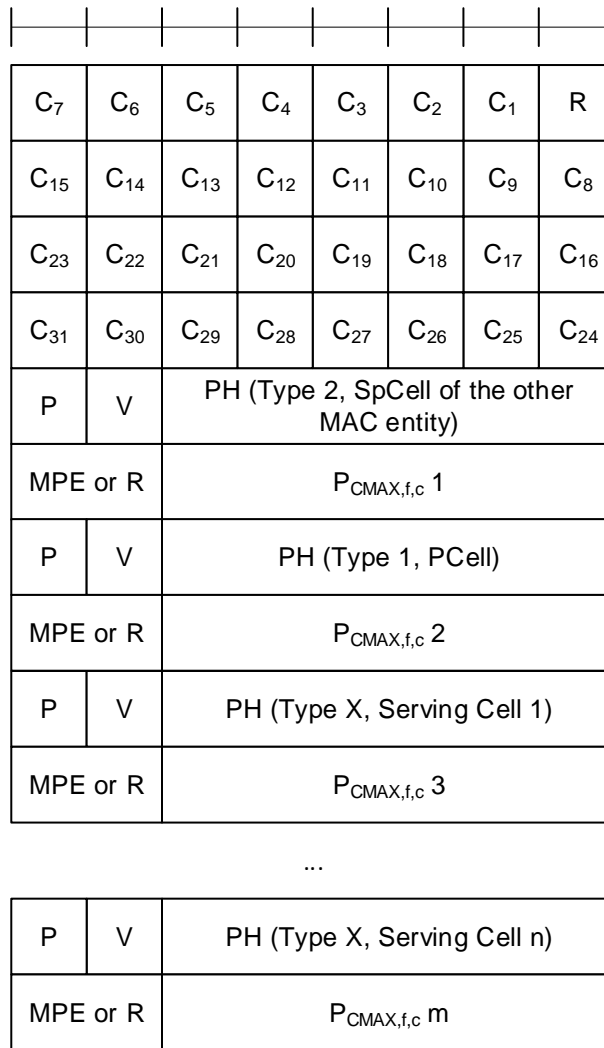 C7 C6 C5 C4 C3 C2 C1 R
C15 C14 C13 C12 C11 C10 C9 C8
C23 C22 C21 C20 C19 C18 C17 C16
C31 C30 C29 C28 C27 C26 C25 C24
P V PH (Type 2, SpCell of the other
MAC entity)
MPE or R PCMAX,f,c 1
P V PH (Type 1, PCell)
MPE or R PCMAX,f,c 2
P V PH (Type X, Serving Cell 1)
MPE or R PCMAX,f,c 3
...
P V PH (Type X, Serving Cell n)
MPE or R PCMAX,f,c m